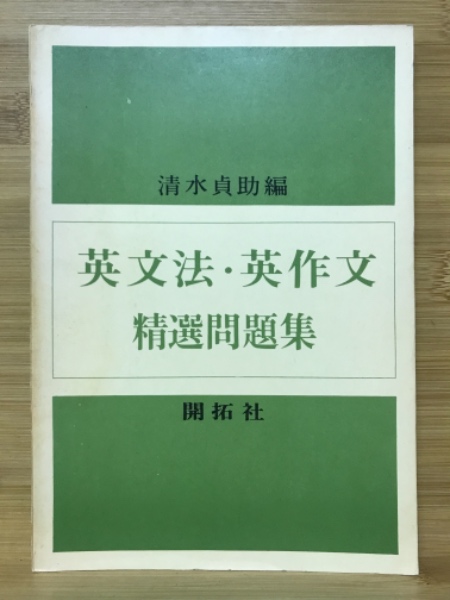 清水貞助編
英文法・英作文
精選問題集
開拓社